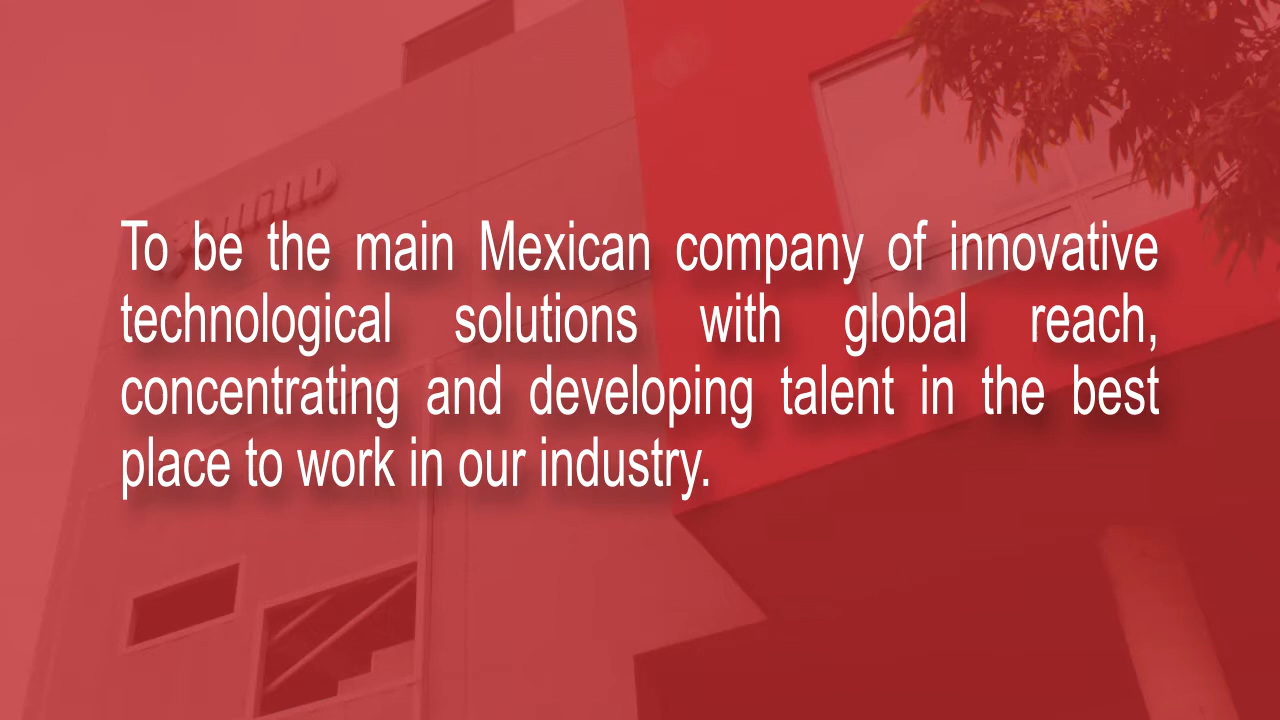 To be the main Mexican company of innovative
technological solutions with global reach,
concentrating and developing talent in the best
place to work in our industry.